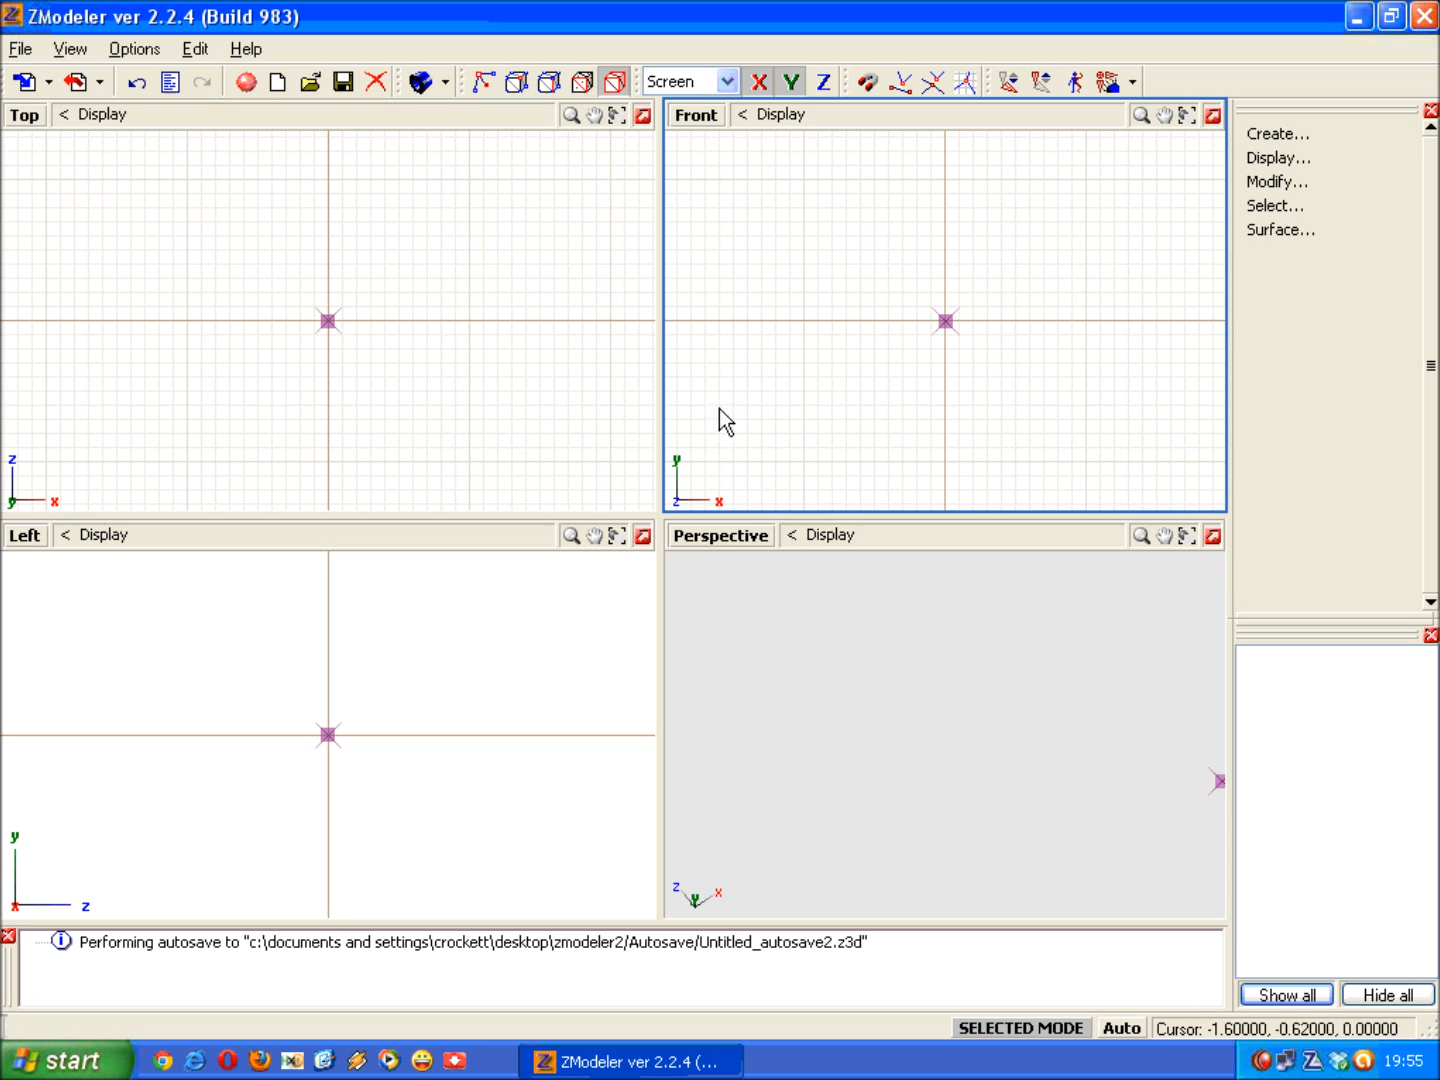 ZModeler ver 2.2.4 (Build 983)
File View Options Edit Help
Screen X Y Z
Top < Display
Front < Display
Create...
Display...
Modify...
Select...
Surface...
z
y x
y
z x
Left < Display
Perspective < Display
y
x z
z y x
Performing autosave to "c:\documents and settings\crockett\desktop\zmodeler2/Autosave/Untitled_autosave2.z3d"
Show all Hide all
SELECTED MODE Auto Cursor: -1.60000, -0.62000, 0.00000
start ZModeler ver 2.2.4 (... 19:55